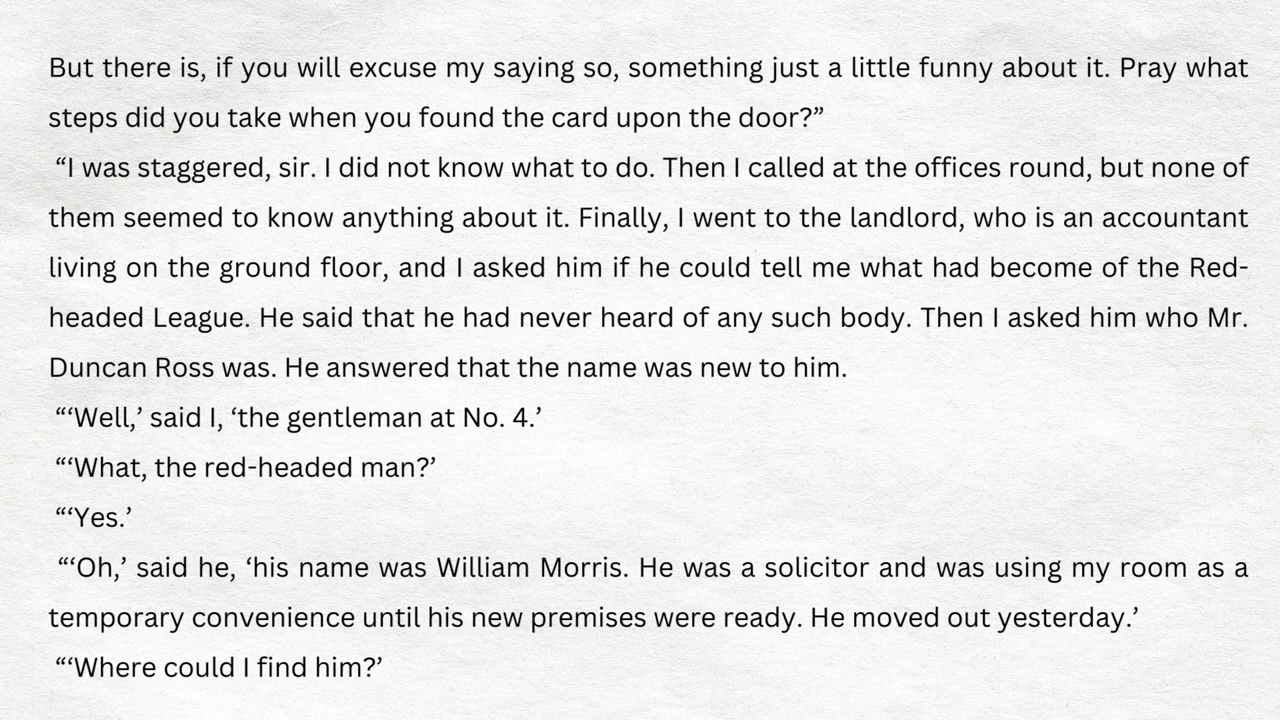 But there is, if you will excuse my saying so, something just a little funny about it. Pray what
steps did you take when you found the card upon the door?”
“I was staggered, sir. I did not know what to do. Then I called at the offices round, but none of
them seemed to know anything about it. Finally, I went to the landlord, who is an accountant
living on the ground floor, and I asked him if he could tell me what had become of the Red-
headed League. He said that he had never heard of any such body. Then I asked him who Mr.
Duncan Ross was. He answered that the name was new to him.
“‘Well,’ said I, ‘the gentleman at No. 4.’
“‘What, the red-headed man?’
“‘Yes.’
“‘Oh,’ said he, ‘his name was William Morris. He was a solicitor and was using my room as a
temporary convenience until his new premises were ready. He moved out yesterday.’
“‘Where could I find him?’